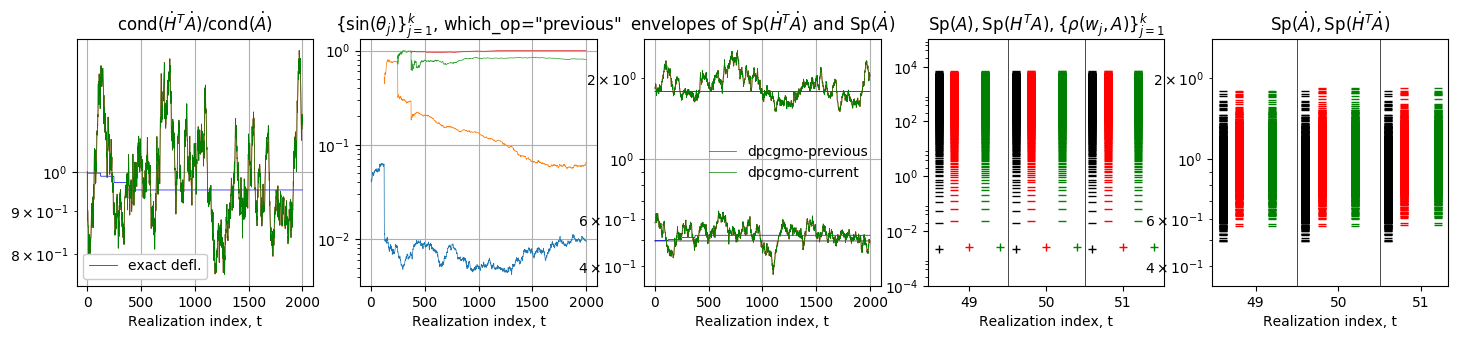 cond(Ḣ^T Ȧ)/cond(Ȧ)
10^0
9 × 10^−1
8 × 10^−1
exact defl.
0 500 1000 1500 2000
Realization index, t
{sin(θ_j)}_{j=1}^k, which_op="previous"
10^0
10^−1
10^−2
0 500 1000 1500 2000
Realization index, t
envelopes of Sp(Ḣ^T Ȧ) and Sp(Ȧ)
2 × 10^0
10^0
6 × 10^−1
4 × 10^−1
dpcgmo-previous
dpcgmo-current
0 500 1000 1500 2000
Realization index, t
Sp(A), Sp(H^T A), {ρ(w_j, A)}_{j=1}^k
10^4
10^2
10^0
10^−2
10^−4
49 50 51
Realization index, t
Sp(Ȧ), Sp(Ḣ^T Ȧ)
2 × 10^0
10^0
6 × 10^−1
4 × 10^−1
49 50 51
Realization index, t